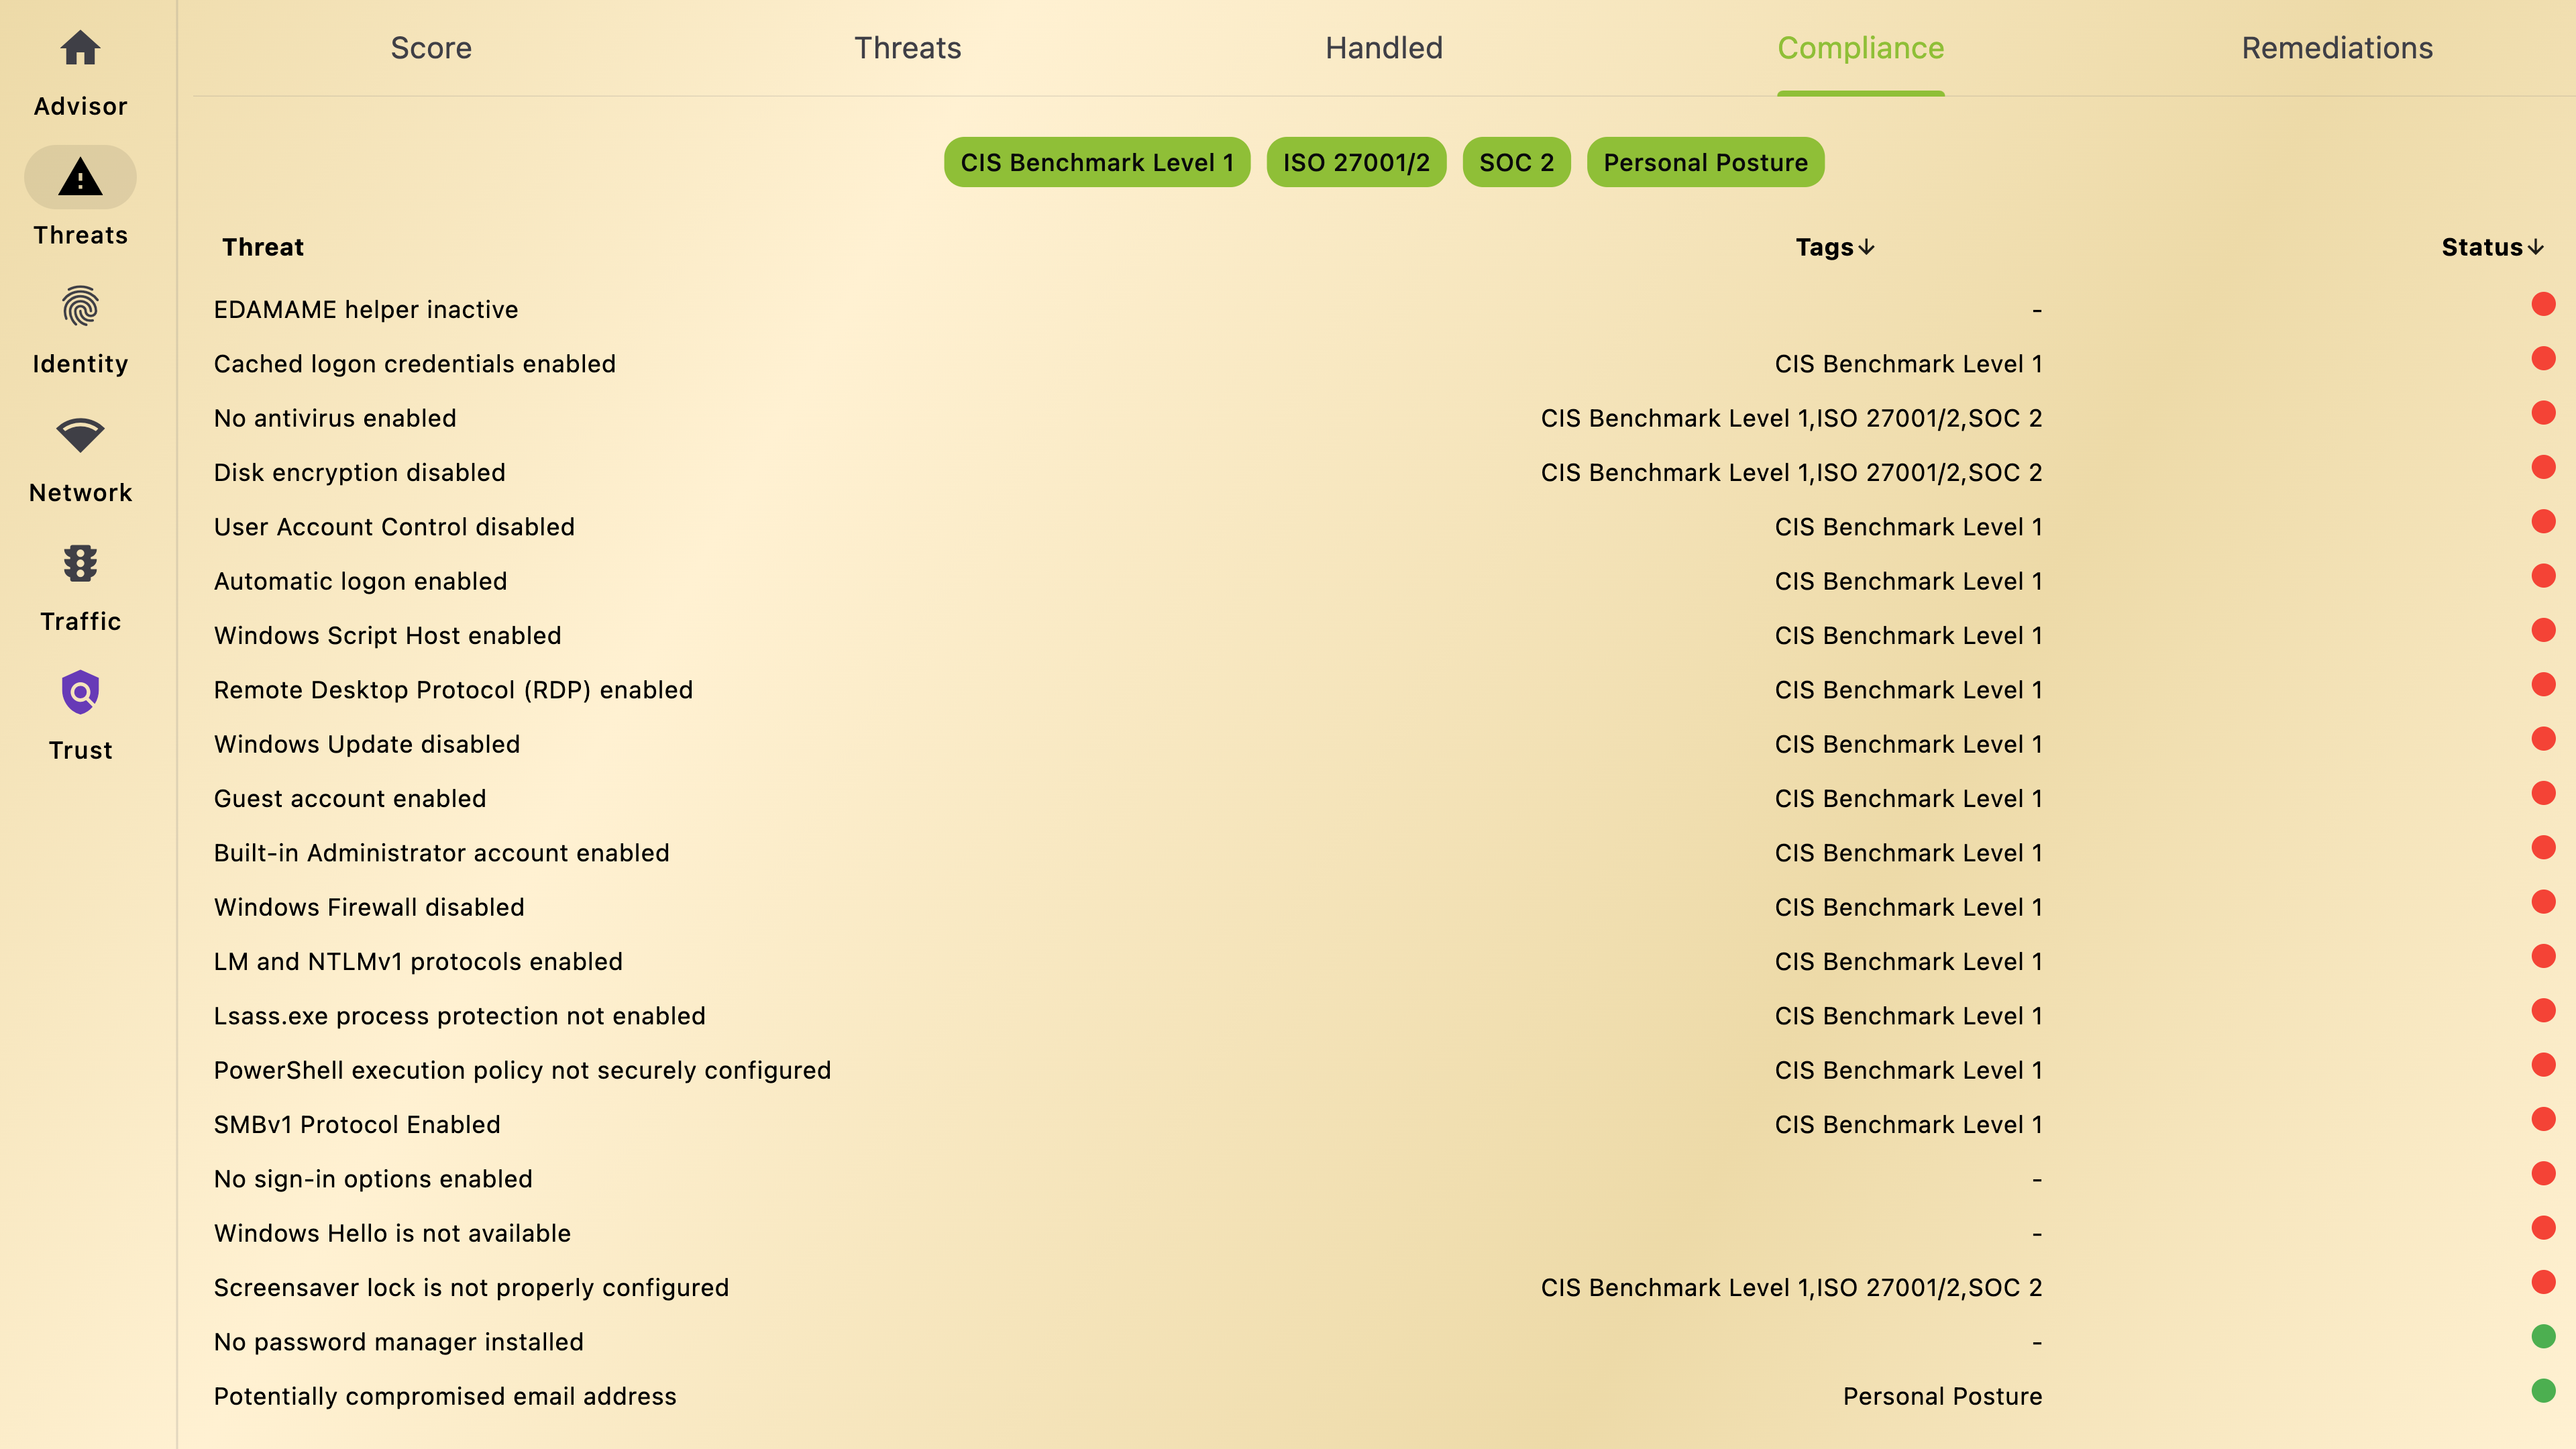 Score Threats Handled Compliance Remediations
Advisor
Threats
Identity
Network
Traffic
Trust
CIS Benchmark Level 1 ISO 27001/2 SOC 2 Personal Posture
Threat Tags↓ Status↓
EDAMAME helper inactive -
Cached logon credentials enabled CIS Benchmark Level 1
No antivirus enabled CIS Benchmark Level 1,ISO 27001/2,SOC 2
Disk encryption disabled CIS Benchmark Level 1,ISO 27001/2,SOC 2
User Account Control disabled CIS Benchmark Level 1
Automatic logon enabled CIS Benchmark Level 1
Windows Script Host enabled CIS Benchmark Level 1
Remote Desktop Protocol (RDP) enabled CIS Benchmark Level 1
Windows Update disabled CIS Benchmark Level 1
Guest account enabled CIS Benchmark Level 1
Built-in Administrator account enabled CIS Benchmark Level 1
Windows Firewall disabled CIS Benchmark Level 1
LM and NTLMv1 protocols enabled CIS Benchmark Level 1
Lsass.exe process protection not enabled CIS Benchmark Level 1
PowerShell execution policy not securely configured CIS Benchmark Level 1
SMBv1 Protocol Enabled CIS Benchmark Level 1
No sign-in options enabled -
Windows Hello is not available -
Screensaver lock is not properly configured CIS Benchmark Level 1,ISO 27001/2,SOC 2
No password manager installed -
Potentially compromised email address Personal Posture